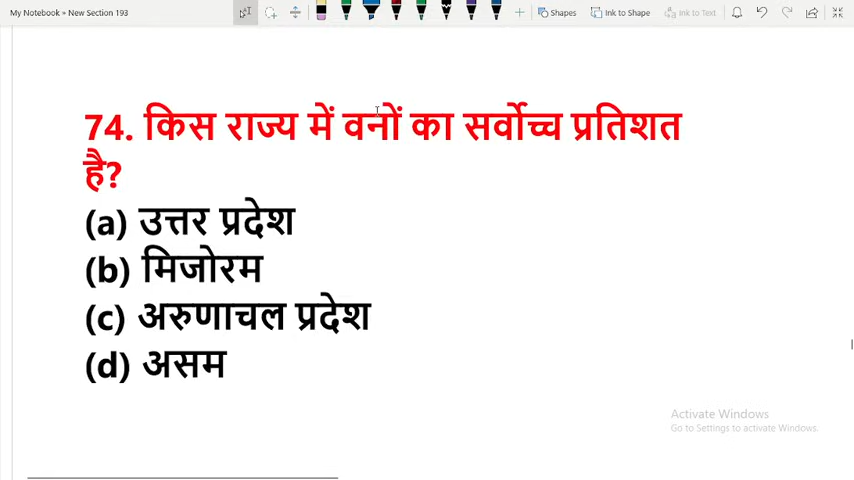 My Notebook » New Section 193
Shapes
Ink to Shape
Ink to Text
74. किस राज्य में वनों का सर्वोच्च प्रतिशत
है?
(a) उत्तर प्रदेश
(b) मिजोरम
(c) अरुणाचल प्रदेश
(d) असम
Activate Windows
Go to Settings to activate Windows.